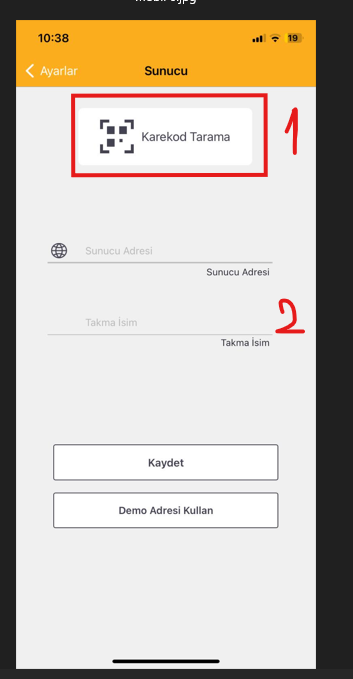 10:38
19
Ayarlar
Sunucu
Karekod Tarama
1
Sunucu Adresi
Sunucu Adresi
Takma İsim
2
Takma İsim
Kaydet
Demo Adresi Kullan